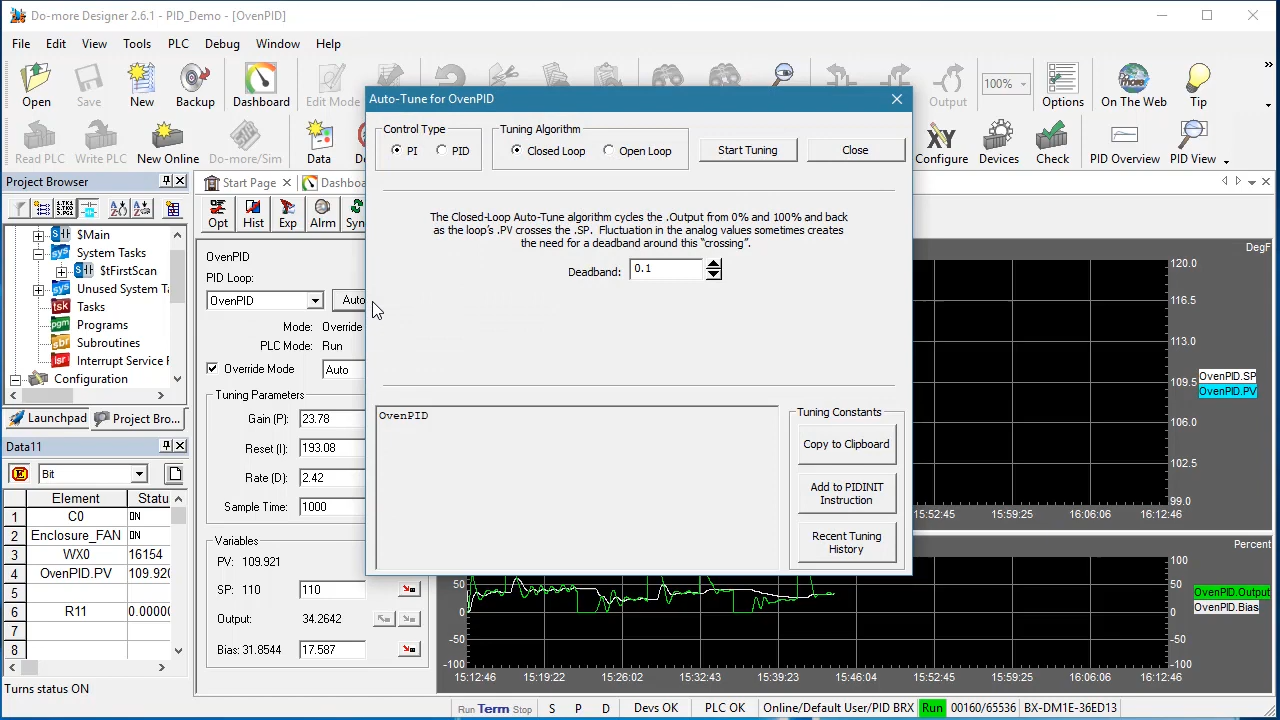 Do-more Designer 2.6.1 - PID_Demo - [OvenPID]
File Edit View Tools PLC Debug Window Help
Open Save New Backup Dashboard Edit Mode Output 100% Options On The Web Tip
Read PLC Write PLC New Online Do-more/Sim Data XY Configure Devices Check PID Overview PID View
Auto-Tune for OvenPID
Control Type
PI PID
Tuning Algorithm
Closed Loop Open Loop
Start Tuning
Close
The Closed-Loop Auto-Tune algorithm cycles the .Output from 0% and 100% and back
as the loop's .PV crosses the .SP. Fluctuation in the analog values sometimes creates
the need for a deadband around this "crossing".
Deadband: 0.1
OvenPID
Tuning Constants
Copy to Clipboard
Add to PIDINIT
Instruction
Recent Tuning
History
Project Browser
$Main
System Tasks
$tFirstScan
Unused System T
Tasks
Programs
Subroutines
Interrupt Service
Configuration
Launchpad Project Bro...
Start Page
Opt Hist Exp Alrm
OvenPID
PID Loop:
OvenPID Auto
Mode: Override
PLC Mode: Run
Override Mode Auto
Tuning Parameters
Gain (P): 23.78
Reset (I): 193.08
Rate (D): 2.42
Sample Time: 1000
Variables
PV: 109.921
SP: 110 110
Output: 34.2642
Bias: 31.8544 17.587
Data11
Bit
Element Statu
1 C0 ON
2 Enclosure_FAN ON
3 WX0 16154
4 OvenPID.PV 109.920
5
6 R11 0.00000
7
8
Turns status ON
DegF
120.0
116.5
113.0
109.5
106.0
102.5
99.0
OvenPID.SP
OvenPID.PV
15:52:45 15:59:25 16:06:06 16:12:46
Percent
100
50
0
-50
-100
50
0
-50
-100
OvenPID.Output
OvenPID.Bias
15:12:46 15:19:22 15:26:02 15:32:43 15:39:23 15:46:04 15:52:45 15:59:25 16:06:06 16:12:46
Run Term Stop S P D Devs OK PLC OK Online/Default User/PID BRX Run 00160/65536 BX-DM1E-36ED13